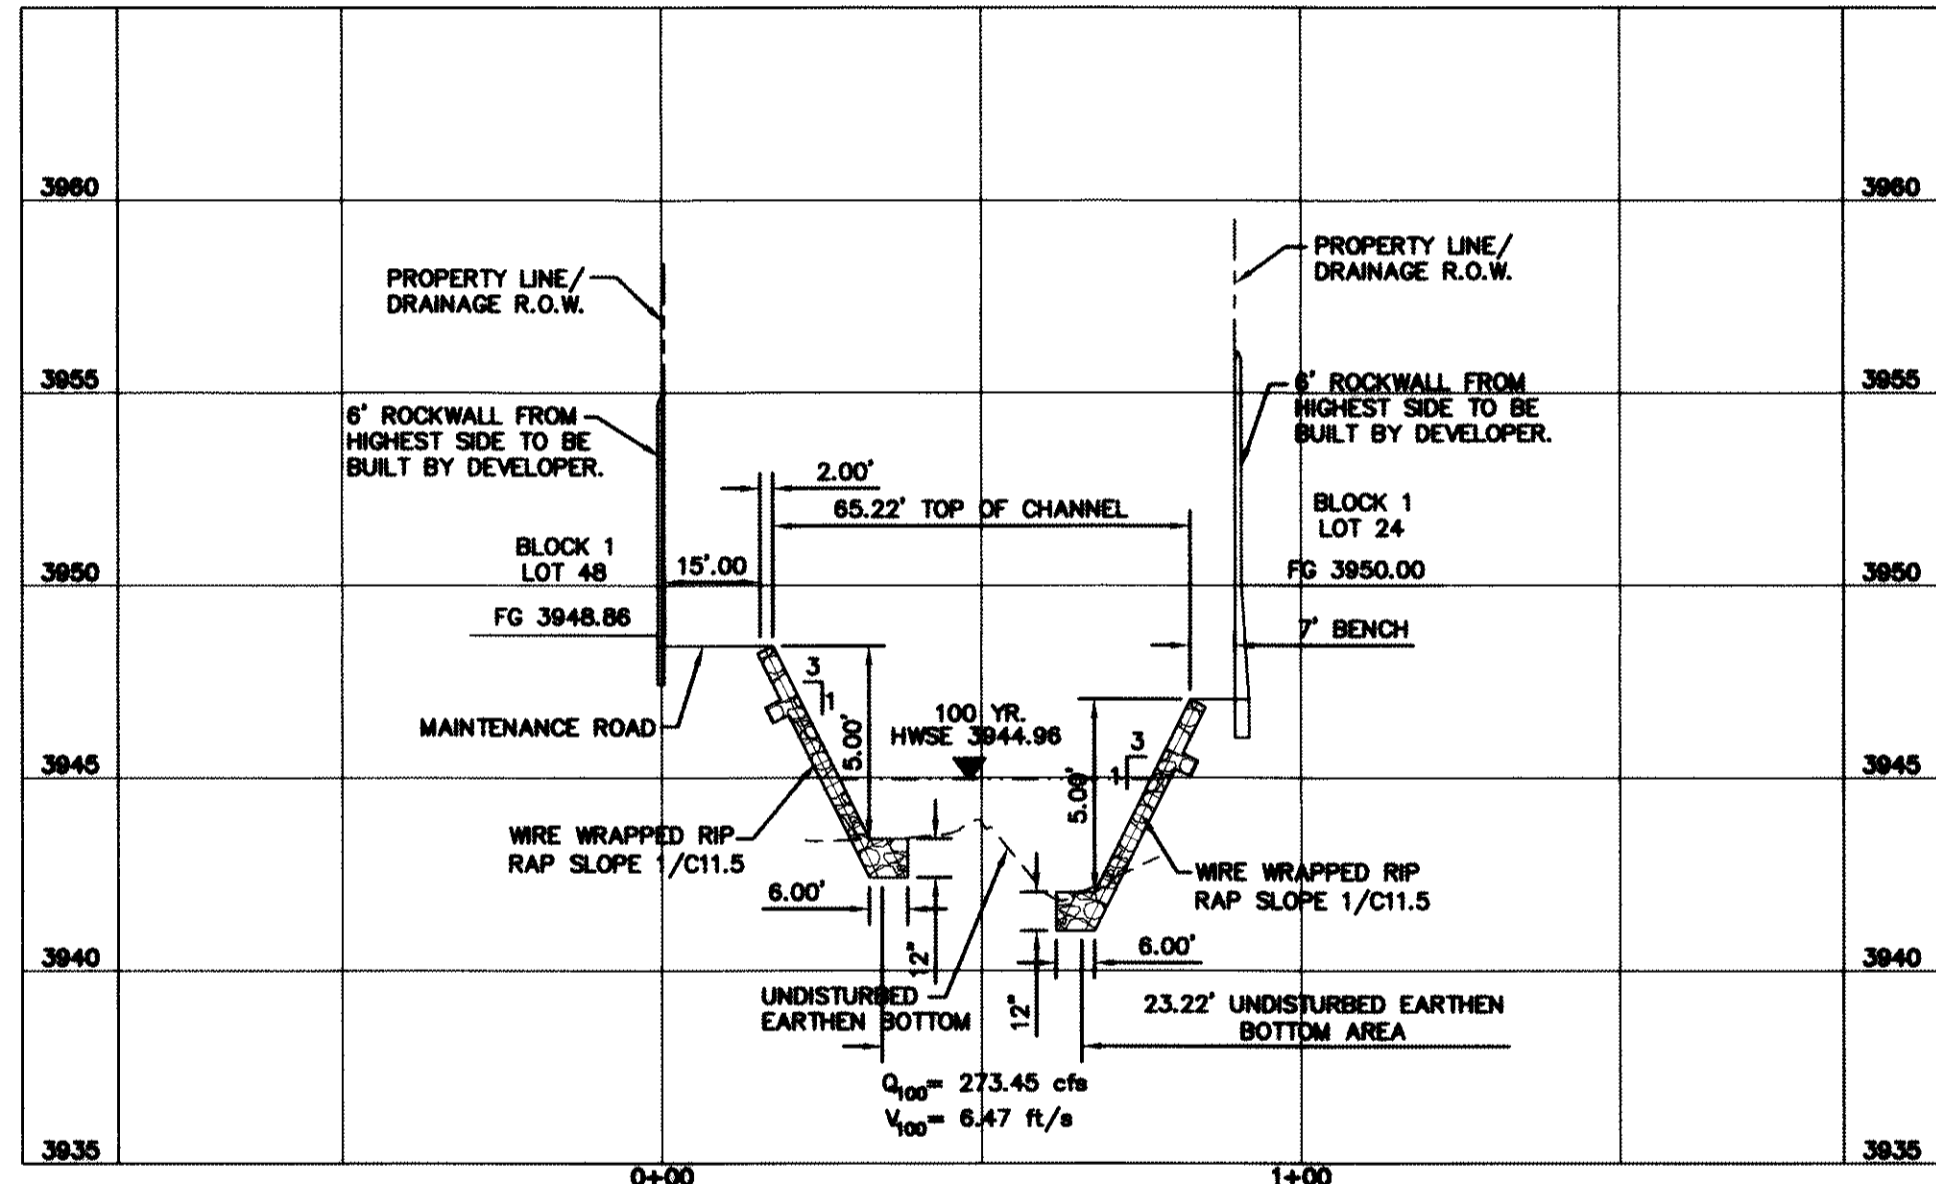 3960
3960
PROPERTY LINE/
DRAINAGE R.O.W.
PROPERTY LINE/
DRAINAGE R.O.W.
3955
3955
6' ROCKWALL FROM
HIGHEST SIDE TO BE
BUILT BY DEVELOPER.
6' ROCKWALL FROM
HIGHEST SIDE TO BE
BUILT BY DEVELOPER.
2.00'
65.22' TOP OF CHANNEL
BLOCK 1
LOT 24
BLOCK 1
LOT 48
15'.00
3950
FG 3950.00
3950
FG 3948.86
7' BENCH
3
1
MAINTENANCE ROAD
5.00'
100 YR.
HWSE 3944.96
3
1
5.00'
3945
3945
WIRE WRAPPED RIP
RAP SLOPE 1/C11.5
WIRE WRAPPED RIP
RAP SLOPE 1/C11.5
6.00'
12"
6.00'
12"
3940
3940
UNDISTURBED
EARTHEN BOTTOM
23.22' UNDISTURBED EARTHEN
BOTTOM AREA
Q100= 273.45 cfs
V100= 6.47 ft/s
3935
3935
0+00
1+00